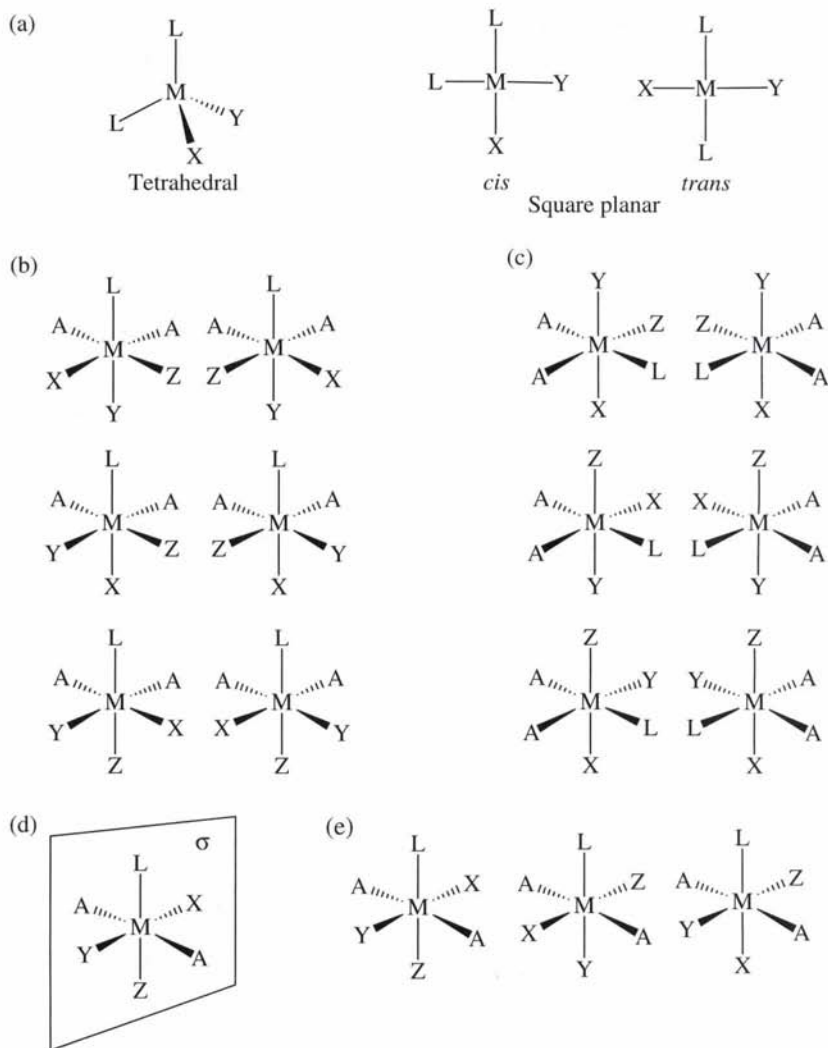 (a)
L
M
L
Y
X
Tetrahedral
L
L M Y
X
cis
L
X M Y
L
trans
Square planar
(b)
L
A A
M
X Z
Y
L
A A
M
Z X
Y
L
A A
M
Y Z
X
L
A A
M
Z Y
X
L
A A
M
Y X
Z
L
A A
M
X Y
Z
(c)
Y
A Z
M
A L
X
Y
Z A
M
L A
X
Z
A X
M
A L
Y
Z
X A
M
L A
Y
Z
A Y
M
A L
X
Z
Y A
M
L A
X
(d)
σ
L
A X
M
Y A
Z
(e)
L
A X
M
Y A
Z
L
A Z
M
X A
Y
L
A Z
M
Y A
X